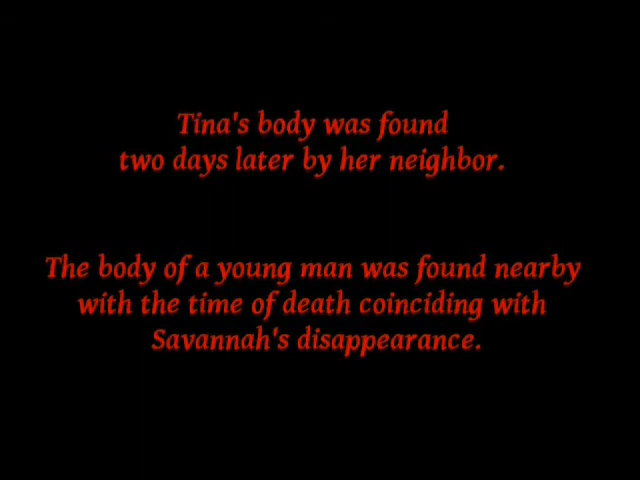 Tina's body was found
two days later by her neighbor.
The body of a young man was found nearby
with the time of death coinciding with
Savannah's disappearance.